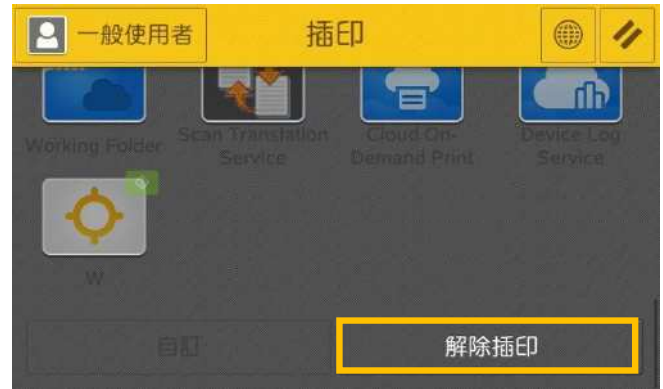 一般使用者
插印
Working Folder
Scan Translation Service
Cloud On-Demand Print
Device Log Service
W
自訂
解除插印